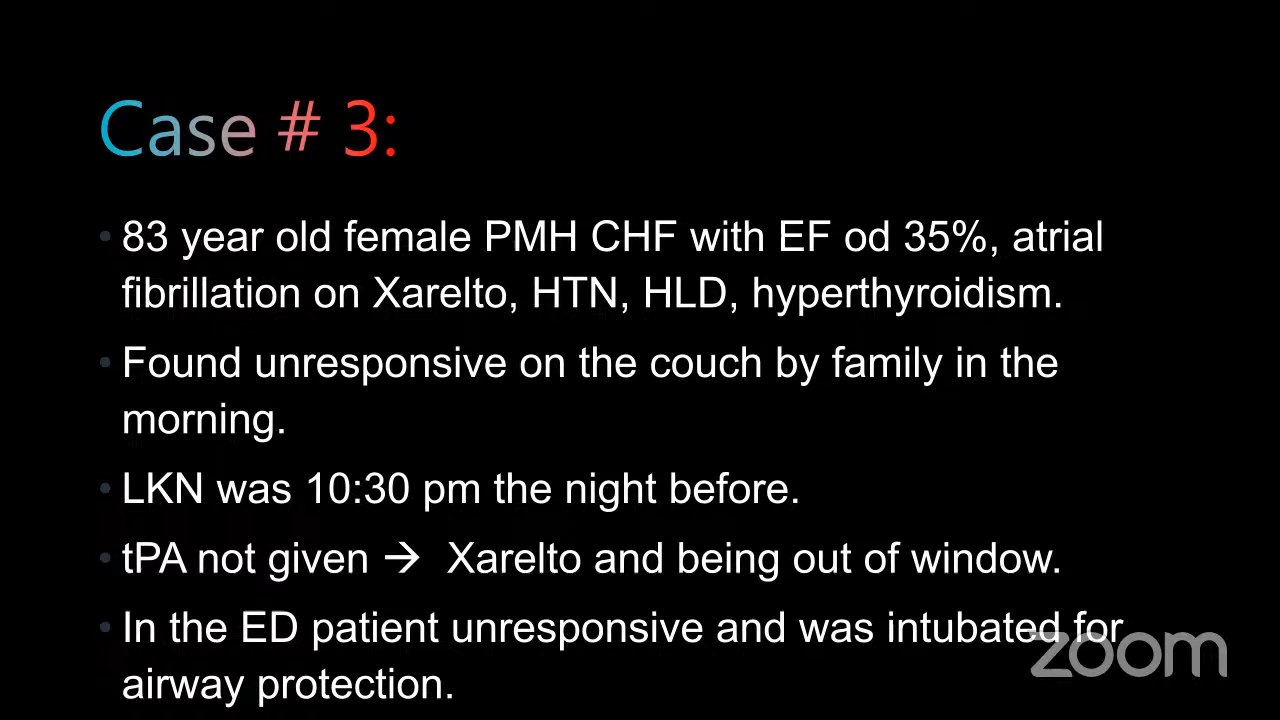 Case # 3:
• 83 year old female PMH CHF with EF od 35%, atrial
fibrillation on Xarelto, HTN, HLD, hyperthyroidism.
• Found unresponsive on the couch by family in the
morning.
• LKN was 10:30 pm the night before.
• tPA not given → Xarelto and being out of window.
• In the ED patient unresponsive and was intubated for
airway protection.
zoom